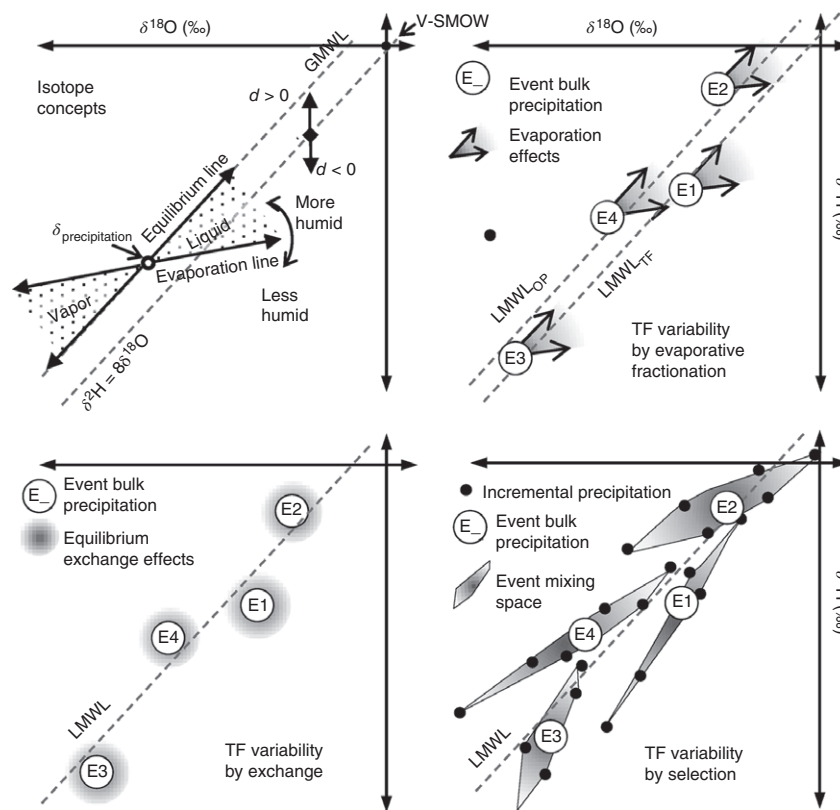 δ18O (‰)
V-SMOW
GMWL
Isotope
concepts
d > 0
d < 0
Equilibrium line
More
humid
δprecipitation
Liquid
Evaporation line
Vapor
Less
humid
δ2H = 8δ18O
δ18O (‰)
E_
Event bulk
precipitation
Evaporation
effects
E2
E1
E4
E3
LMWLOP
LMWLTF
TF variability
by evaporative
fractionation
E_
Event bulk
precipitation
Equilibrium
exchange effects
E2
E1
E4
E3
LMWL
TF variability
by exchange
Incremental precipitation
E_
Event bulk
precipitation
Event mixing
space
E2
E1
E4
E3
LMWL
TF variability
by selection